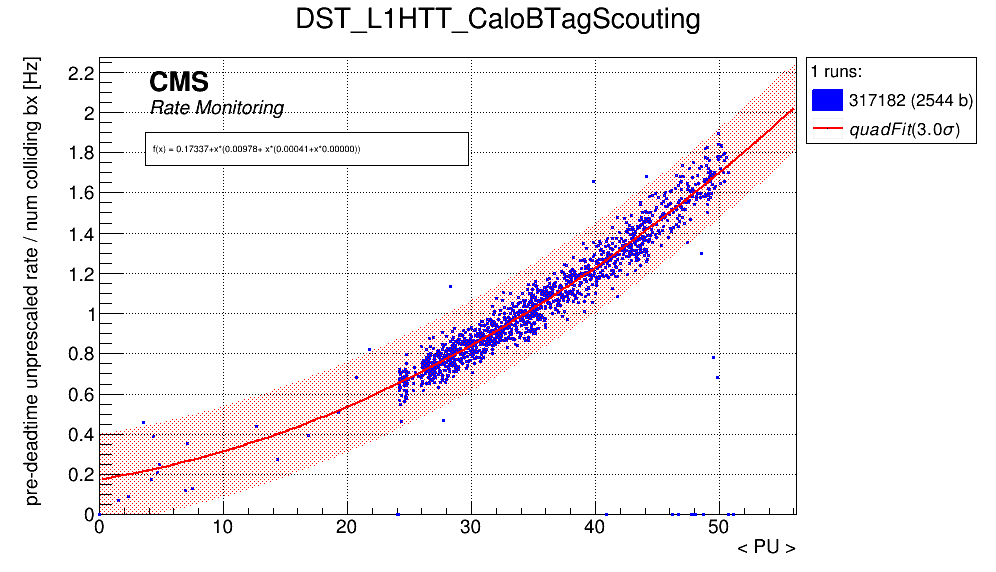 DST_L1HTT_CaloBTagScouting
pre-deadtime unprescaled rate / num colliding bx [Hz]
CMS
Rate Monitoring
f(x) = 0.17337+x*(0.00978+ x*(0.00041+x*0.00000))
1 runs:
317182 (2544 b)
quadFit(3.0σ)
2.2
2
1.8
1.6
1.4
1.2
1
0.8
0.6
0.4
0.2
0
0 10 20 30 40 50
< PU >